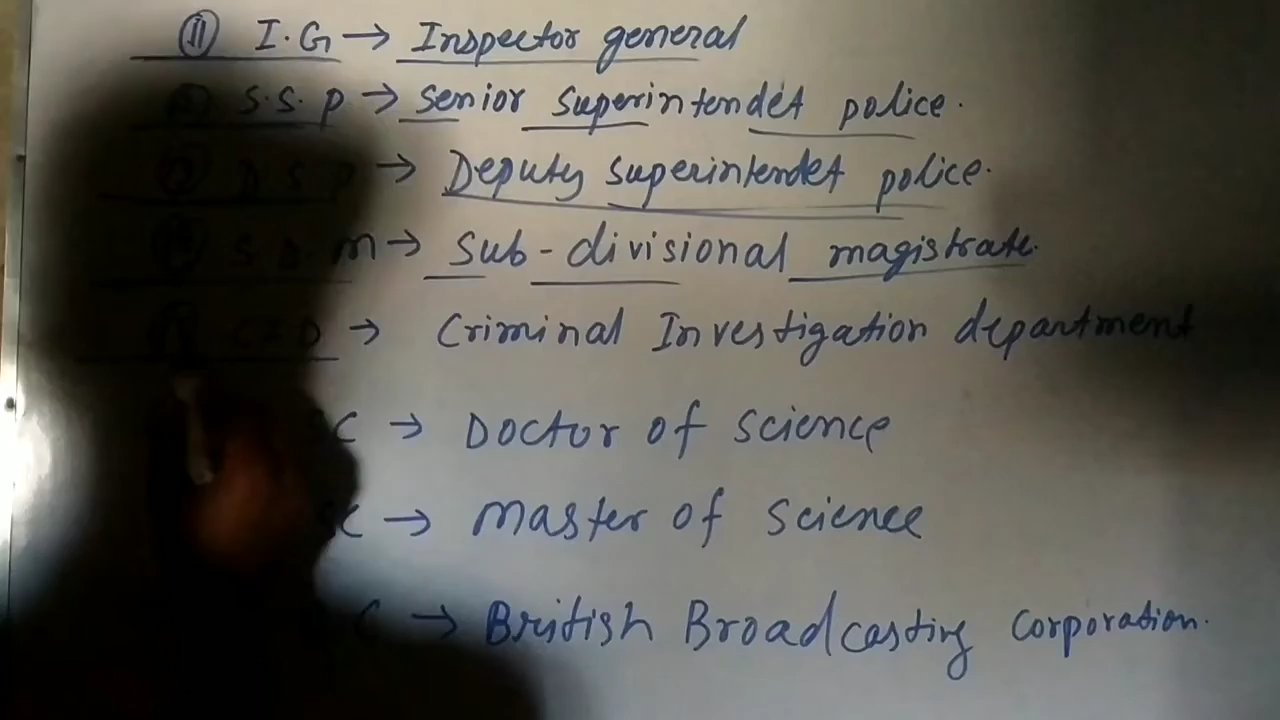 11 I.G → Inspector general
S.S.P → Senior Superintendet police.
D.S.P → Deputy superintendet police.
S.D.M → Sub-divisional magistrate.
CID → Criminal Investigation department
C → Doctor of science
→ Master of science
C → British Broadcasting corporation.